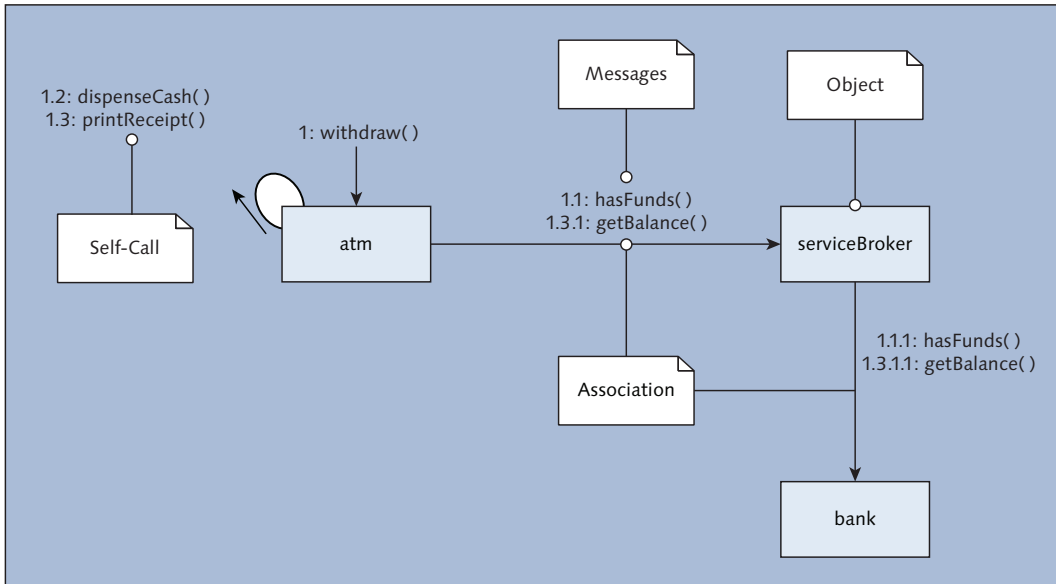 Messages
Object
1.2: dispenseCash( )
1.3: printReceipt( )
1: withdraw( )
1.1: hasFunds( )
1.3.1: getBalance( )
Self-Call
atm
serviceBroker
1.1.1: hasFunds( )
1.3.1.1: getBalance( )
Association
bank